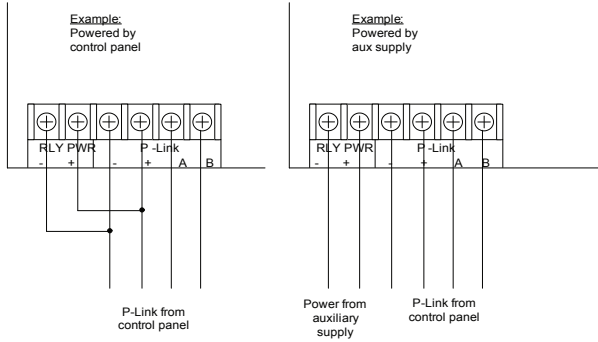 Example:
Powered by
control panel
RLY PWR P -Link
- + - + A B
P-Link from
control panel
Example:
Powered by
aux supply
RLY PWR P -Link
- + - + A B
Power from
auxiliary
supply
P-Link from
control panel